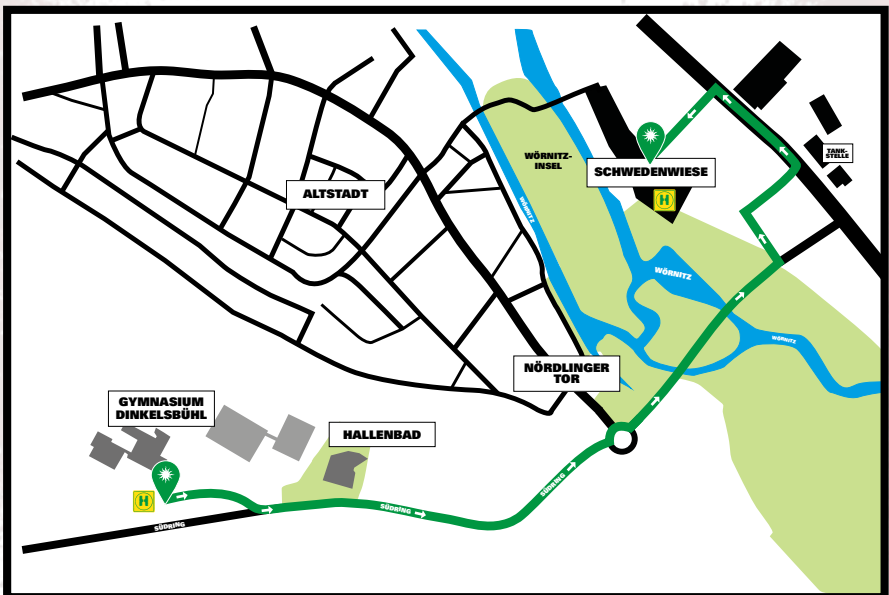 WÖRNITZ-
INSEL
TANK-
STELLE
SCHWEDENWIESE
H
ALTSTADT
WÖRNITZ
WÖRNITZ
WÖRNITZ
NÖRDLINGER
TOR
GYMNASIUM
DINKELSBÜHL
HALLENBAD
H
SÜDRING
SÜDRING
SÜDRING